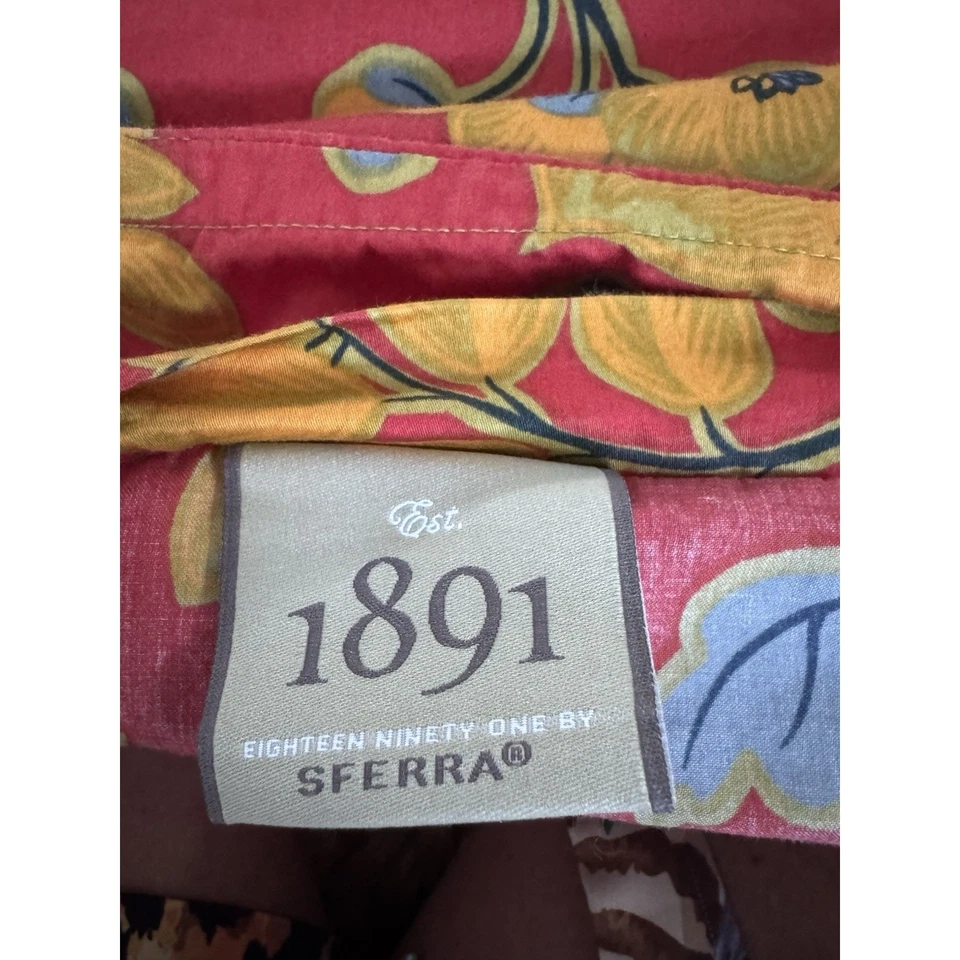 Est.
1891
EIGHTEEN NINETY ONE BY
SFERRA®